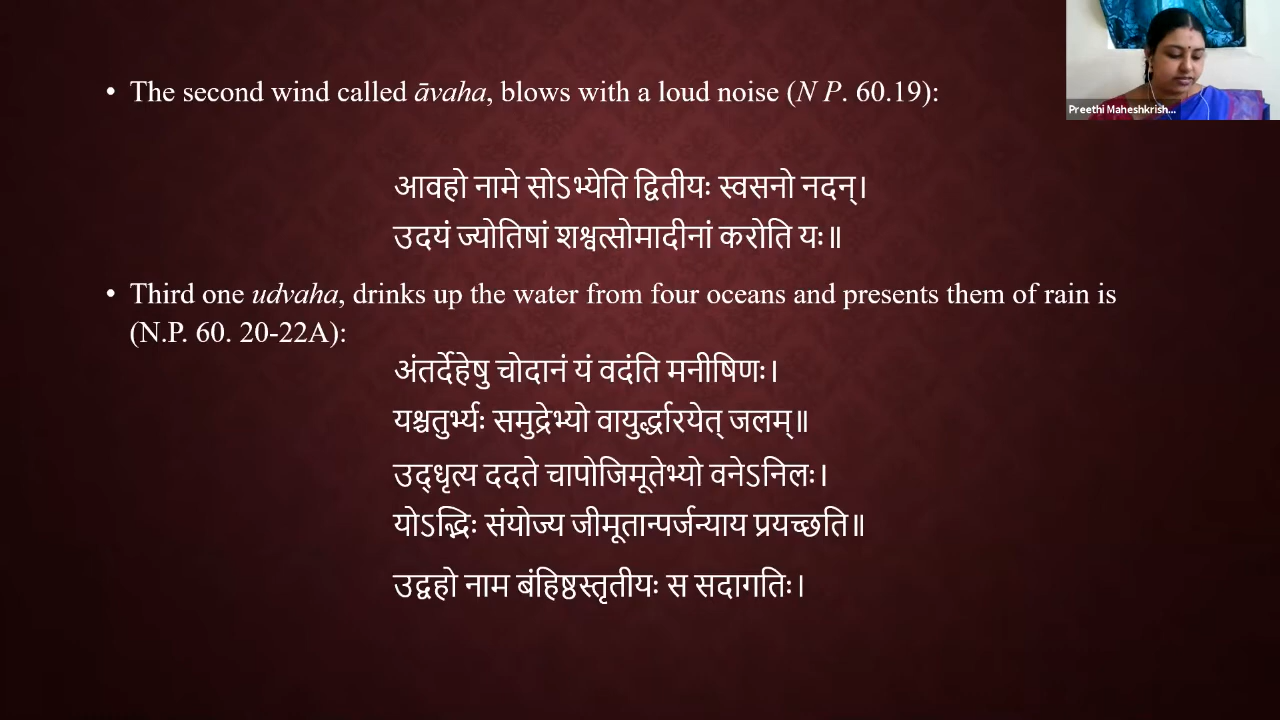 • The second wind called āvaha, blows with a loud noise (N P. 60.19):
Preethi Maheshkrish...
आवहो नामे सोऽभ्येति द्वितीयः स्वसनो नदन्।
उदयं ज्योतिषां शश्वत्सोमादीनां करोति यः॥
• Third one udvaha, drinks up the water from four oceans and presents them of rain is
(N.P. 60. 20-22A):
अंतर्देहेषु चोदानं यं वदंति मनीषिणः।
यश्चतुर्भ्यः समुद्रेभ्यो वायुर्द्धारयेत् जलम्॥
उद्धृत्य ददते चापोजिमूतेभ्यो वनेऽनिलः।
योऽद्भिः संयोज्य जीमूतान्पर्जन्याय प्रयच्छति॥
उद्वहो नाम बंहिष्ठस्तृतीयः स सदागतिः।